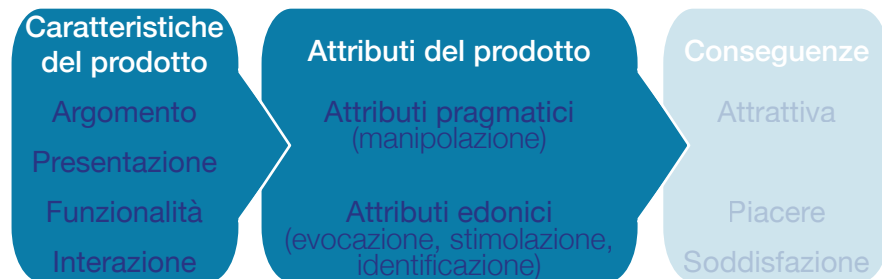 Caratteristiche
del prodotto
Argomento
Presentazione
Funzionalità
Interazione
Attributi del prodotto
Attributi pragmatici
(manipolazione)
Attributi edonici
(evocazione, stimolazione,
identificazione)
Conseguenze
Attrattiva
Piacere
Soddisfazione